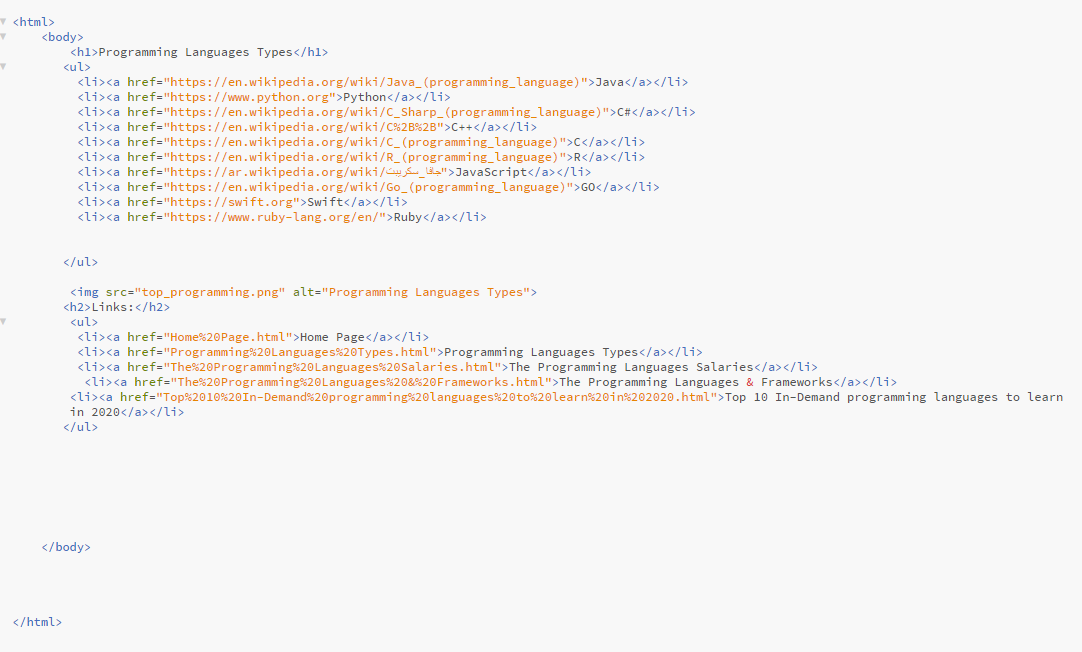 <html>
<body>
<h1>Programming Languages Types</h1>
<ul>
<li><a href="https://en.wikipedia.org/wiki/Java_(programming_language)">Java</a></li>
<li><a href="https://www.python.org">Python</a></li>
<li><a href="https://en.wikipedia.org/wiki/C_Sharp_(programming_language)">C#</a></li>
<li><a href="https://en.wikipedia.org/wiki/C%2B%2B">C++</a></li>
<li><a href="https://en.wikipedia.org/wiki/C_(programming_language)">C</a></li>
<li><a href="https://en.wikipedia.org/wiki/R_(programming_language)">R</a></li>
<li><a href="https://ar.wikipedia.org/wiki/جافا_سكريبت">JavaScript</a></li>
<li><a href="https://en.wikipedia.org/wiki/Go_(programming_language)">GO</a></li>
<li><a href="https://swift.org">Swift</a></li>
<li><a href="https://www.ruby-lang.org/en/">Ruby</a></li>
</ul>
<img src="top_programming.png" alt="Programming Languages Types">
<h2>Links:</h2>
<ul>
<li><a href="Home%20Page.html">Home Page</a></li>
<li><a href="Programming%20Languages%20Types.html">Programming Languages Types</a></li>
<li><a href="The%20Programming%20Languages%20Salaries.html">The Programming Languages Salaries</a></li>
<li><a href="The%20Programming%20Languages%20&%20Frameworks.html">The Programming Languages & Frameworks</a></li>
<li><a href="Top%2010%20In-Demand%20programming%20languages%20to%20learn%20in%202020.html">Top 10 In-Demand programming languages to learn
in 2020</a></li>
</ul>
</body>
</html>